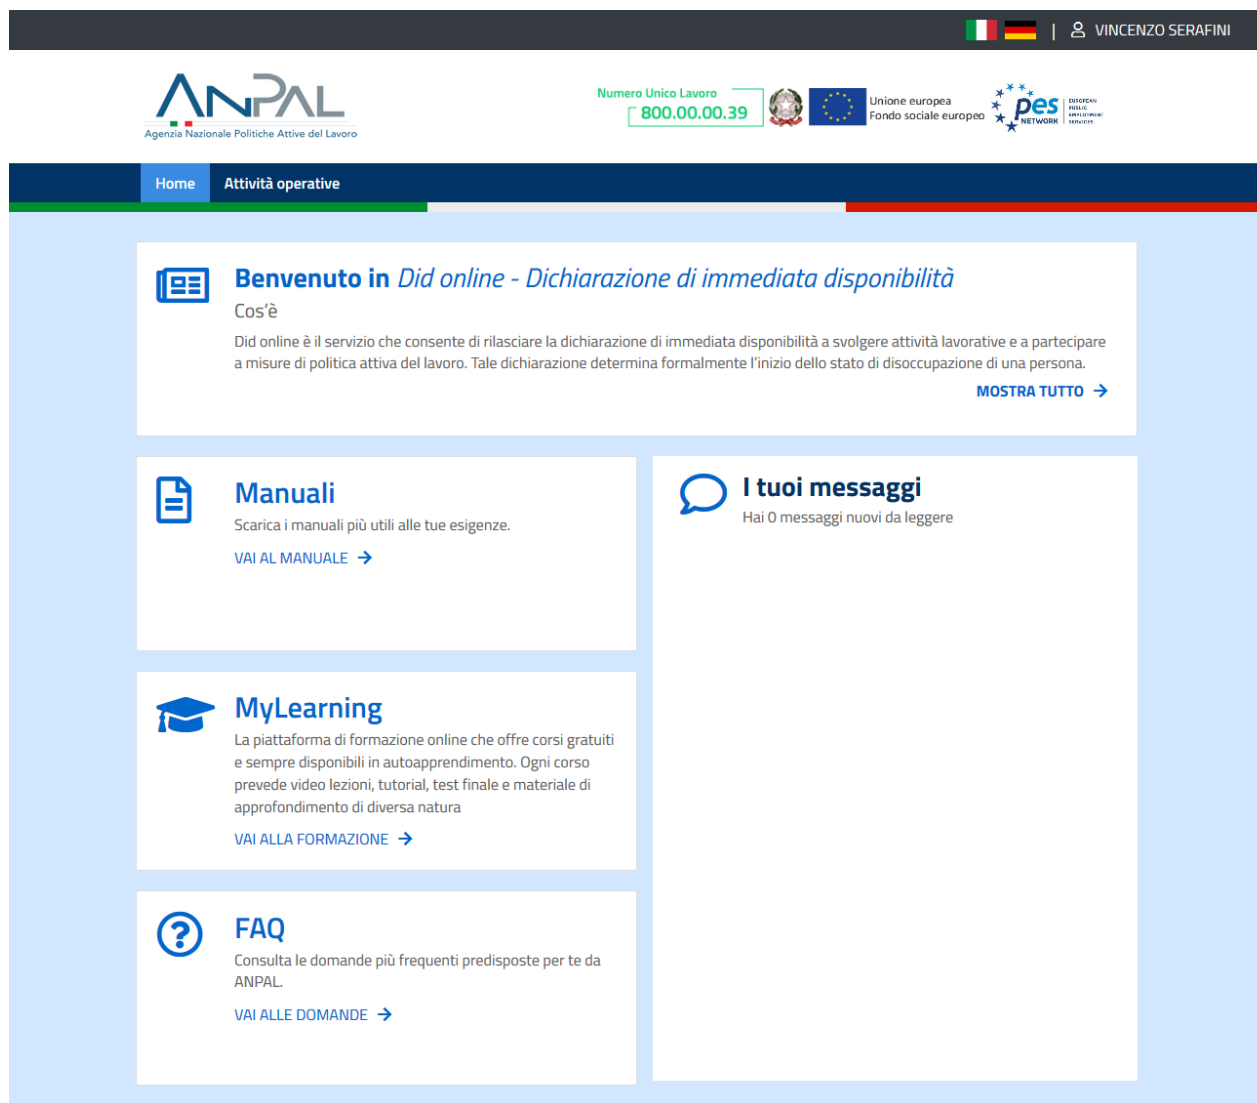 VINCENZO SERAFINI
ANPAL
Agenzia Nazionale Politiche Attive del Lavoro
Numero Unico Lavoro
800.00.00.39
Unione europea
Fondo sociale europeo
pes
NETWORK
EUROPEAN
PUBLIC
EMPLOYMENT
SERVICES
Home
Attività operative
Benvenuto in Did online - Dichiarazione di immediata disponibilità
Cos'è
Did online è il servizio che consente di rilasciare la dichiarazione di immediata disponibilità a svolgere attività lavorative e a partecipare
a misure di politica attiva del lavoro. Tale dichiarazione determina formalmente l'inizio dello stato di disoccupazione di una persona.
MOSTRA TUTTO
Manuali
Scarica i manuali più utili alle tue esigenze.
VAI AL MANUALE
I tuoi messaggi
Hai 0 messaggi nuovi da leggere
MyLearning
La piattaforma di formazione online che offre corsi gratuiti
e sempre disponibili in autoapprendimento. Ogni corso
prevede video lezioni, tutorial, test finale e materiale di
approfondimento di diversa natura
VAI ALLA FORMAZIONE
FAQ
Consulta le domande più frequenti predisposte per te da
ANPAL.
VAI ALLE DOMANDE